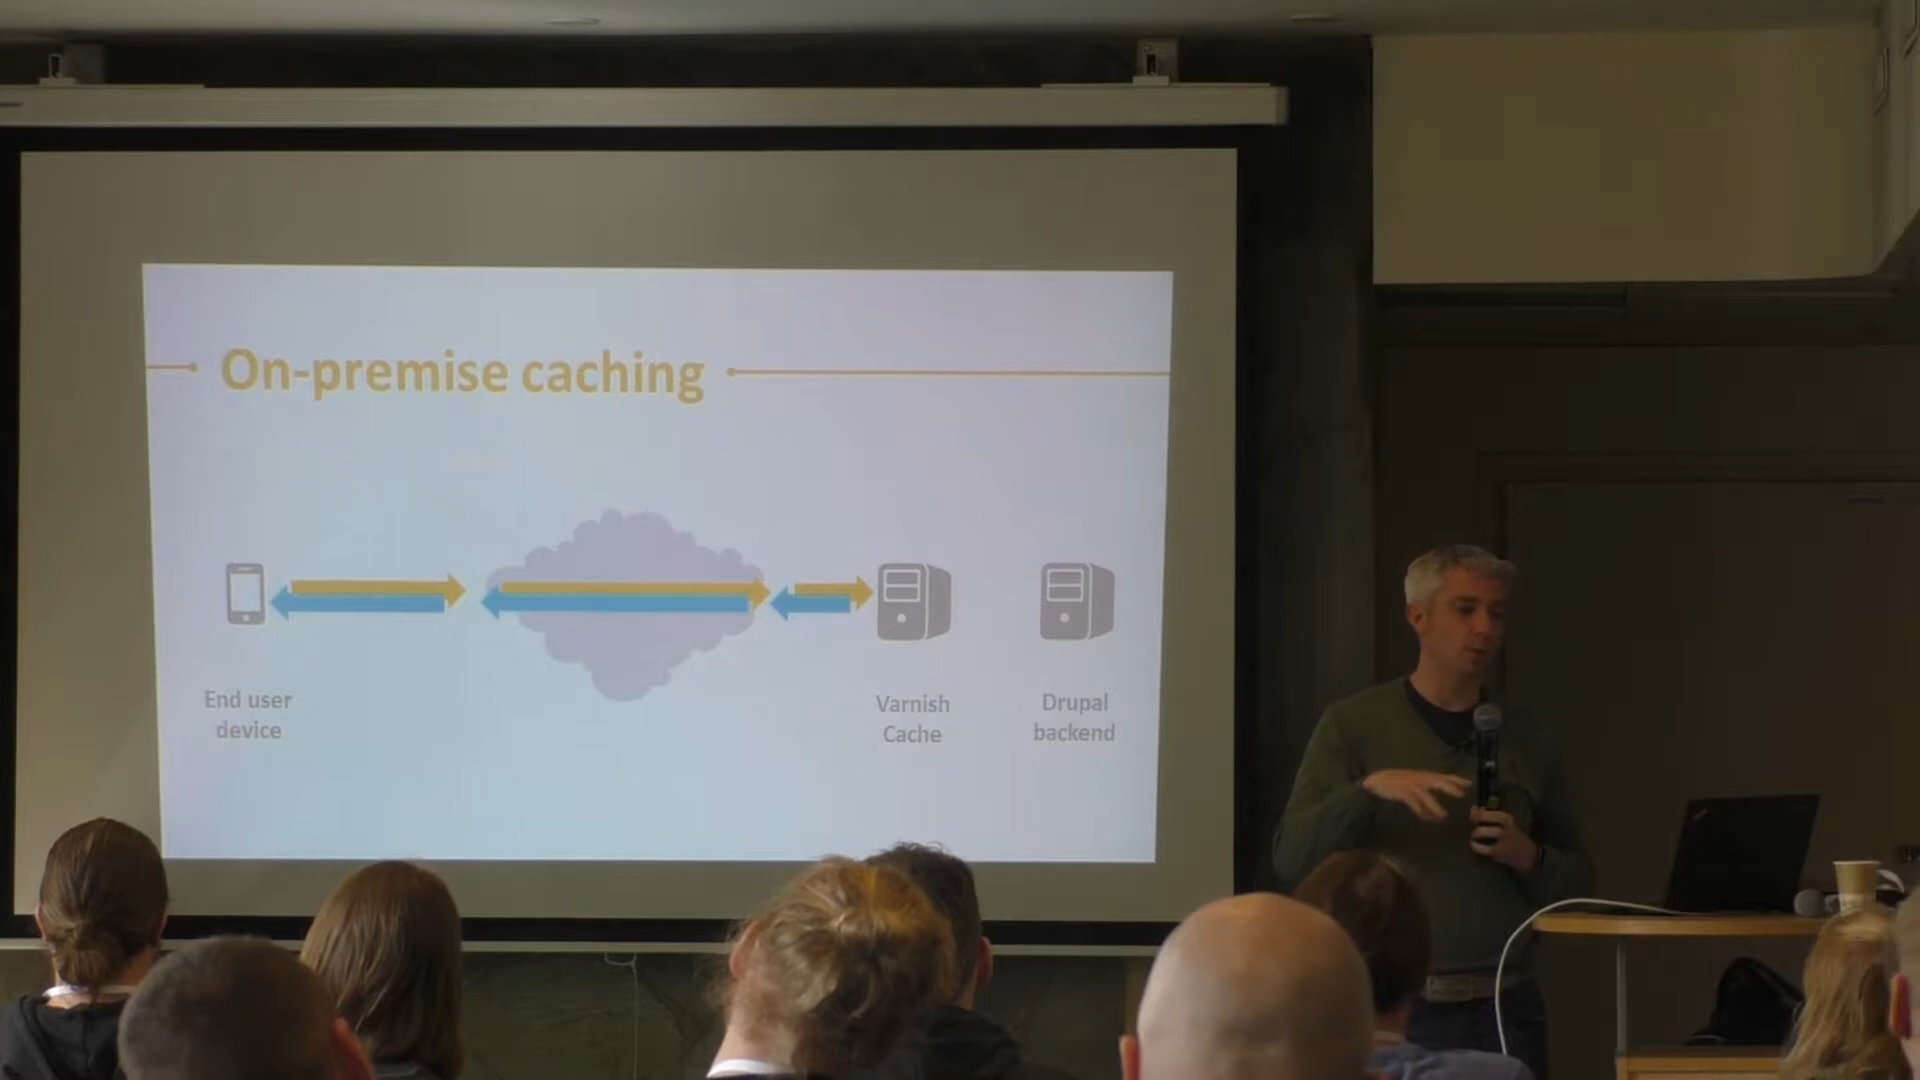 On-premise caching
End user
device
Varnish
Cache
Drupal
backend